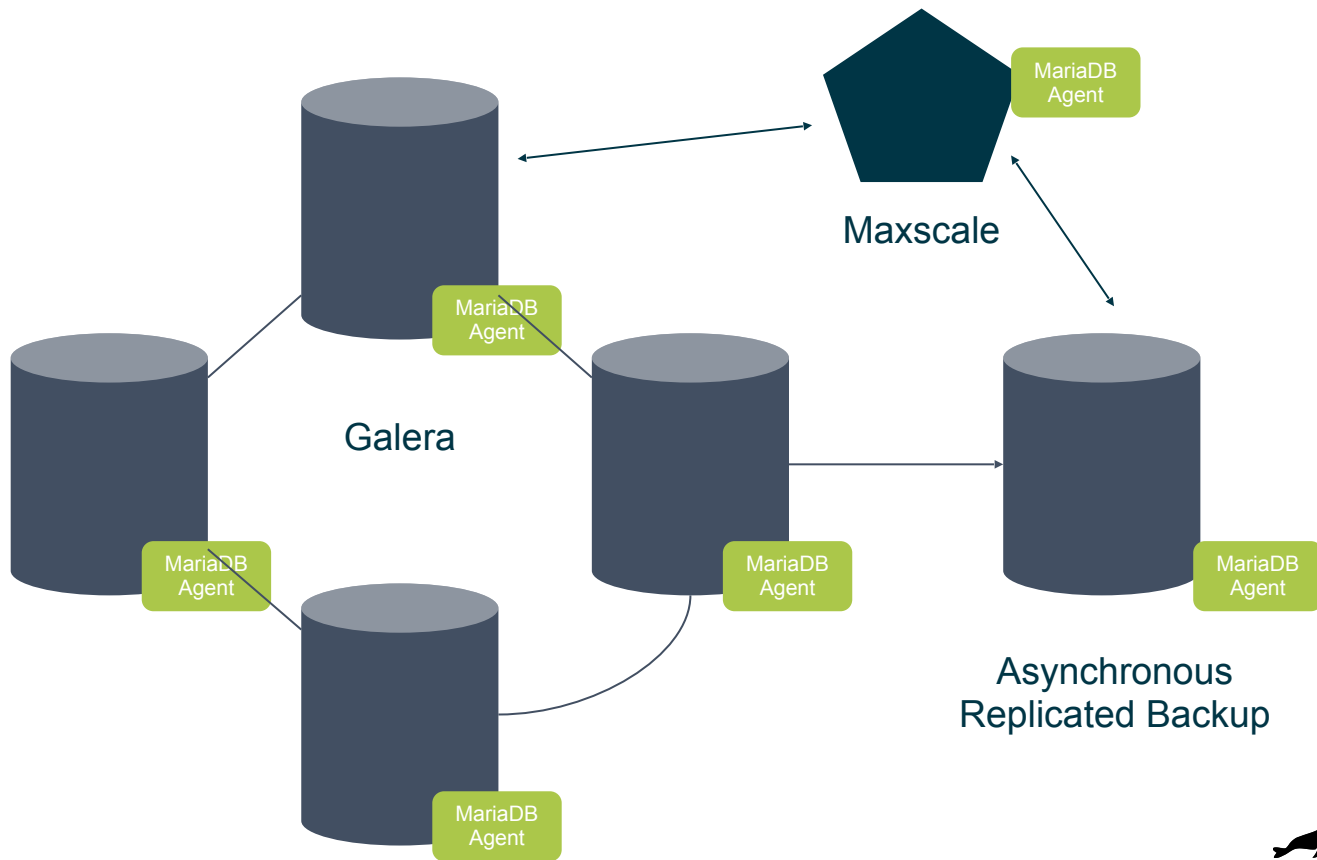 MariaDB
Agent
Maxscale
MariaDB
Agent
Galera
MariaDB
Agent
MariaDB
Agent
MariaDB
Agent
Asynchronous
Replicated Backup
MariaDB
Agent